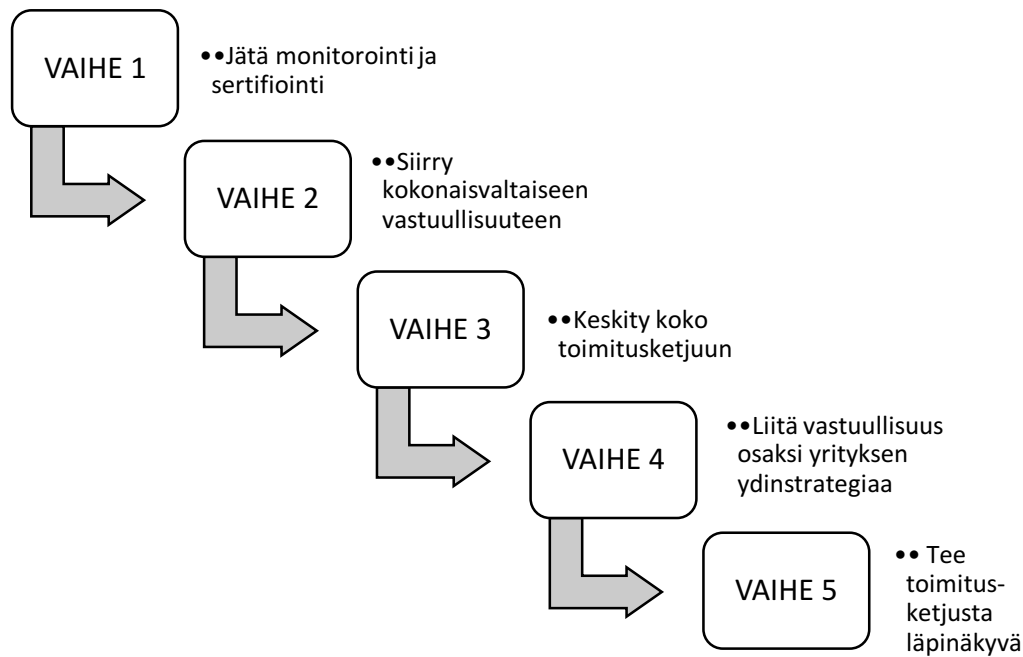 VAIHE 1
••Jätä monitorointi ja
sertifiointi
VAIHE 2
••Siirry
kokonaisvaltaiseen
vastuullisuuteen
VAIHE 3
••Keskity koko
toimitusketjuun
VAIHE 4
••Liitä vastuullisuus
osaksi yrityksen
ydinstrategiaa
VAIHE 5
•• Tee
toimitus-
ketjusta
läpinäkyvä